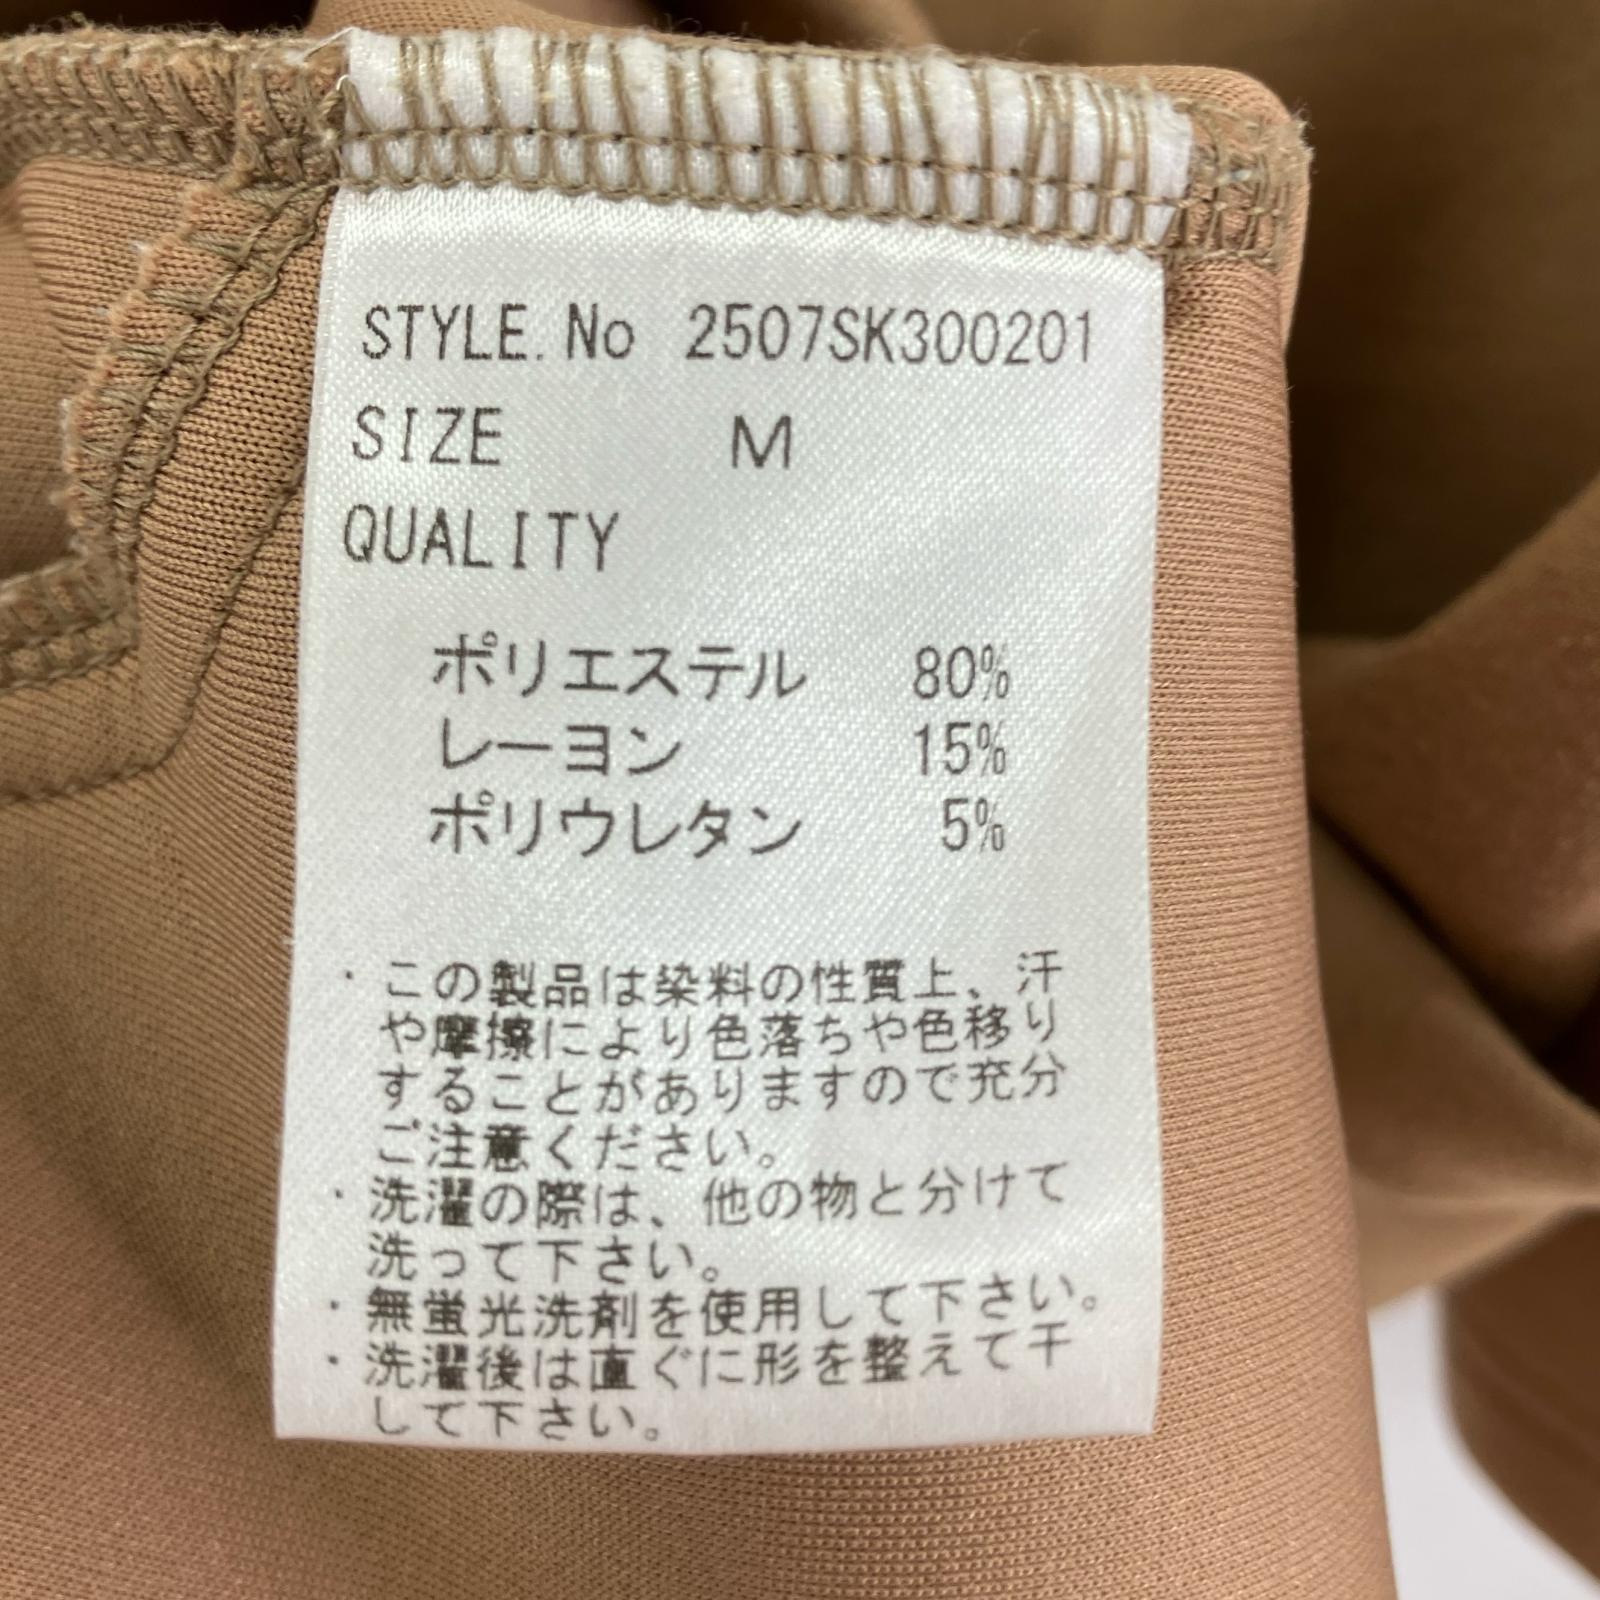 STYLE.No 2507SK300201
SIZE M
QUALITY
ポリエステル 80%
レーヨン 15%
ポリウレタン 5%
・この製品は染料の性質上、汗
や摩擦により色落ちや色移り
することがありますので充分
ご注意ください。
・洗濯の際は、他の物と分けて
洗って下さい。
・無蛍光洗剤を使用して下さい。
・洗濯後は直ぐに形を整えて干
して下さい。